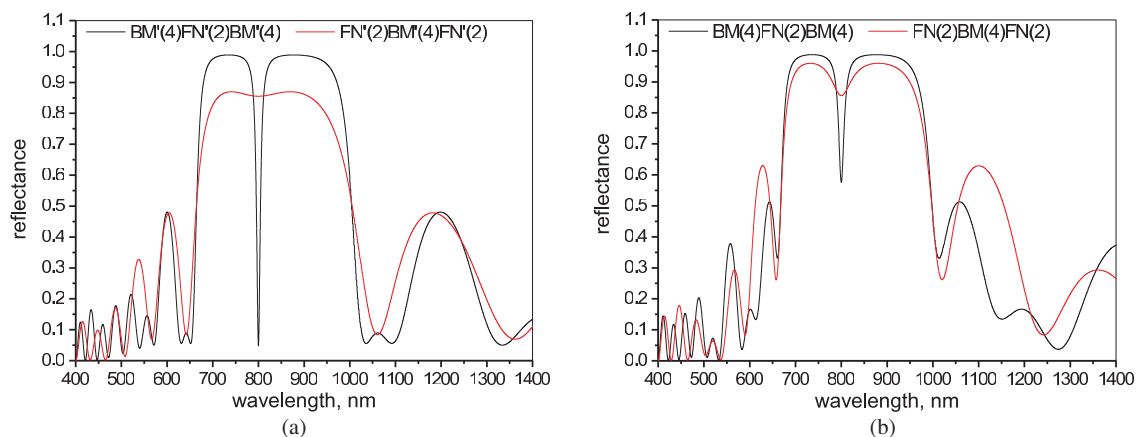 BM"(4)FN"(2)BM"(4) FN"(2)BM"(4)FN"(2)
1.1
1.0
0.9
0.8
0.7
0.6
0.5
0.4
0.3
0.2
0.1
0.0
reflectance
400 500 600 700 800 900 1000 1100 1200 1300 1400
wavelength, nm
(a)
BM(4)FN(2)BM(4) FN(2)BM(4)FN(2)
1.1
1.0
0.9
0.8
0.7
0.6
0.5
0.4
0.3
0.2
0.1
0.0
reflectance
400 500 600 700 800 900 1000 1100 1200 1300 1400
wavelength, nm
(b)